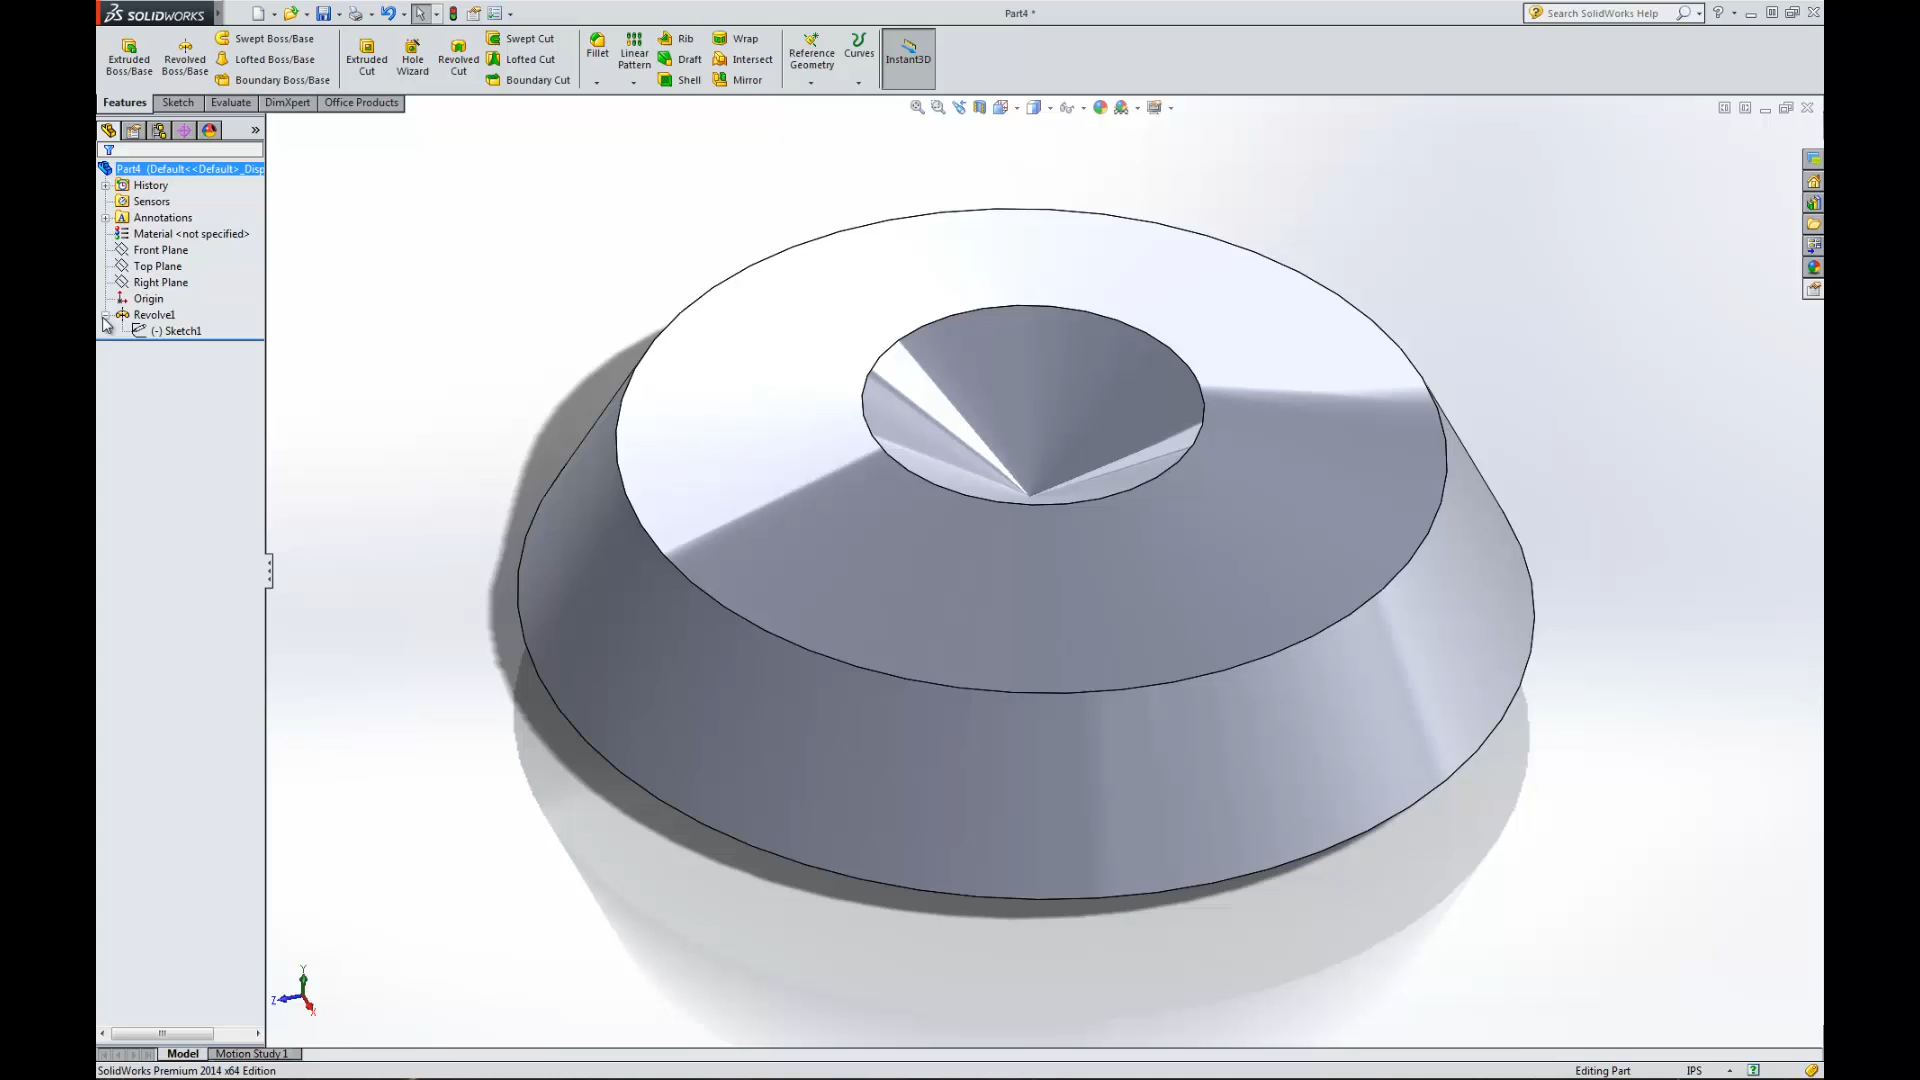 SOLIDWORKS
Part4 *
Search SolidWorks Help
Extruded Boss/Base
Revolved Boss/Base
Swept Boss/Base
Lofted Boss/Base
Boundary Boss/Base
Extruded Cut
Hole Wizard
Revolved Cut
Swept Cut
Lofted Cut
Boundary Cut
Fillet
Linear Pattern
Rib
Draft
Shell
Wrap
Intersect
Mirror
Reference Geometry
Curves
Instant3D
Features
Sketch
Evaluate
DimXpert
Office Products
Part4 (Default<<Default>_Disp
History
Sensors
Annotations
Material <not specified>
Front Plane
Top Plane
Right Plane
Origin
Revolve1
(-) Sketch1
Y
Z
X
Model
Motion Study 1
SolidWorks Premium 2014 x64 Edition
Editing Part
IPS